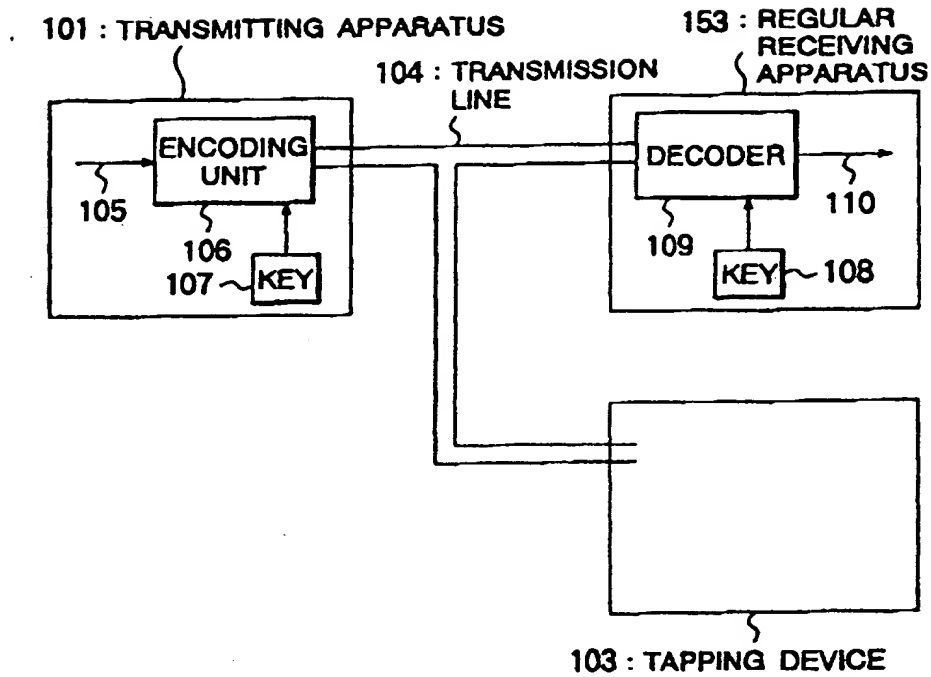 101 : TRANSMITTING APPARATUS
153 : REGULAR
RECEIVING
APPARATUS
104 : TRANSMISSION
LINE
ENCODING
UNIT
DECODER
105
106
107
KEY
109
110
KEY
108
103 : TAPPING DEVICE